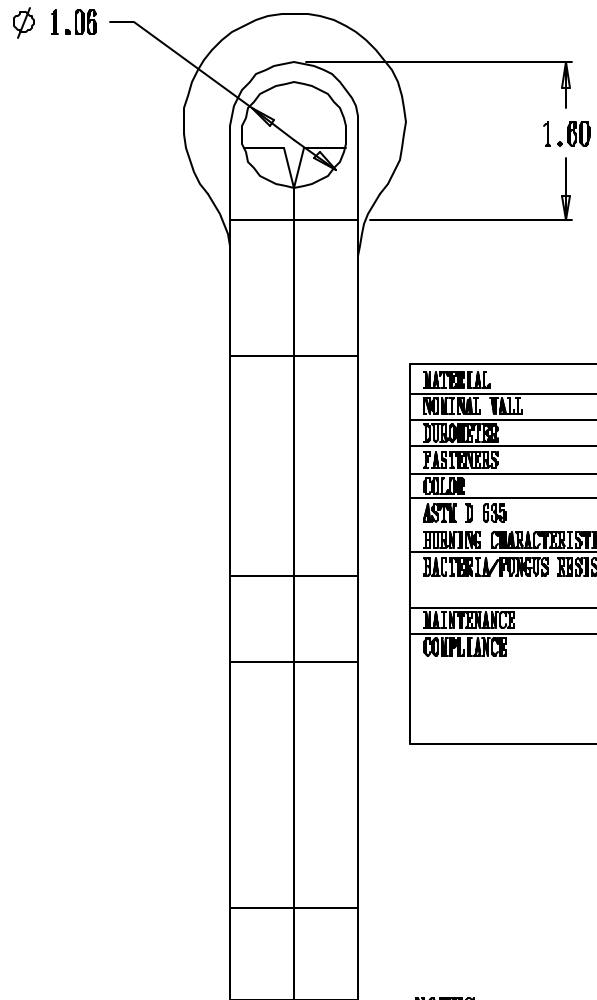 Ø 1.06
1.60
MATERIAL
NOMINAL WALL
DUROMETER
FASTENERS
COLOR
ASTM D 635
BURNING CHARACTERISTI
BACTERIA/FUNGUS RESIS
MAINTENANCE
COMPLIANCE